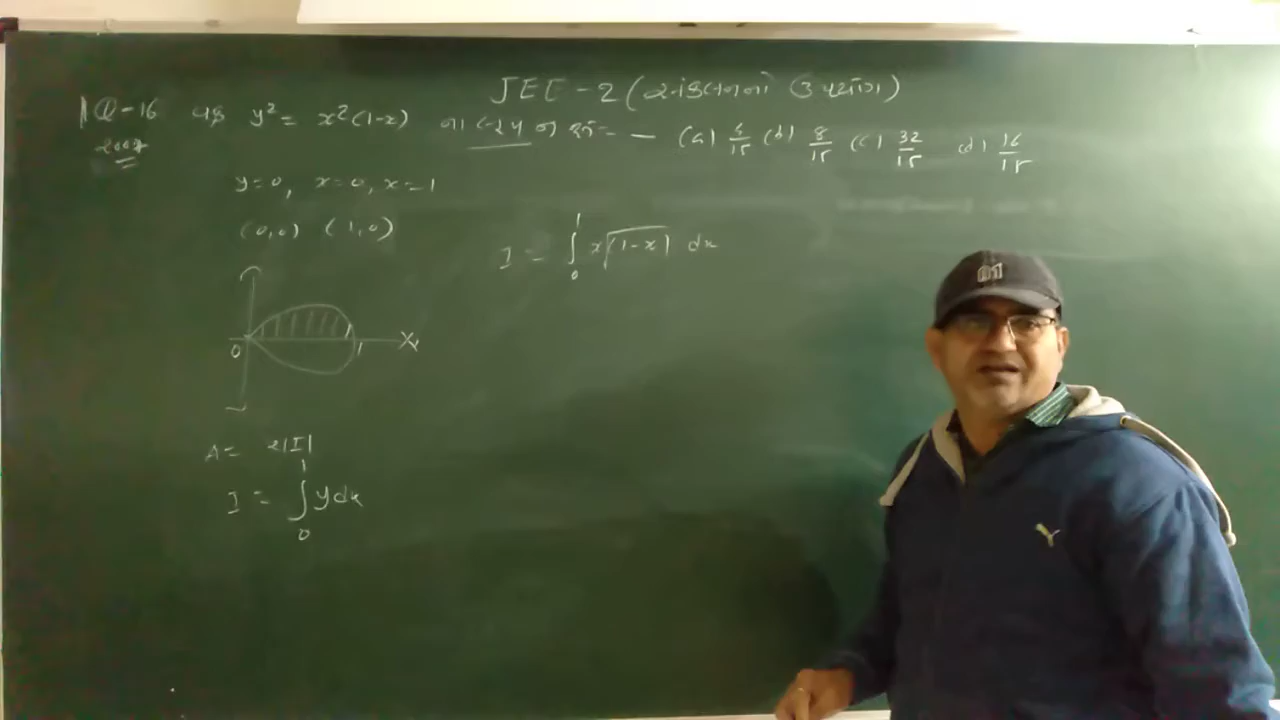 JEE-2 (સંકલનનો ઉપયોગ)
Q-16 વક્ર y² = x²(1-x) ના ક્ષેત્રફળ = — (a) 4/15 (b) 8/15 (c) 32/15 (d) 16/15
y=0, x=0, x=1
(0,0) (1,0)
I = ∫₀¹ x√(1-x) dx
0 1 X
A = 2|I|
I = ∫₀¹ y dx